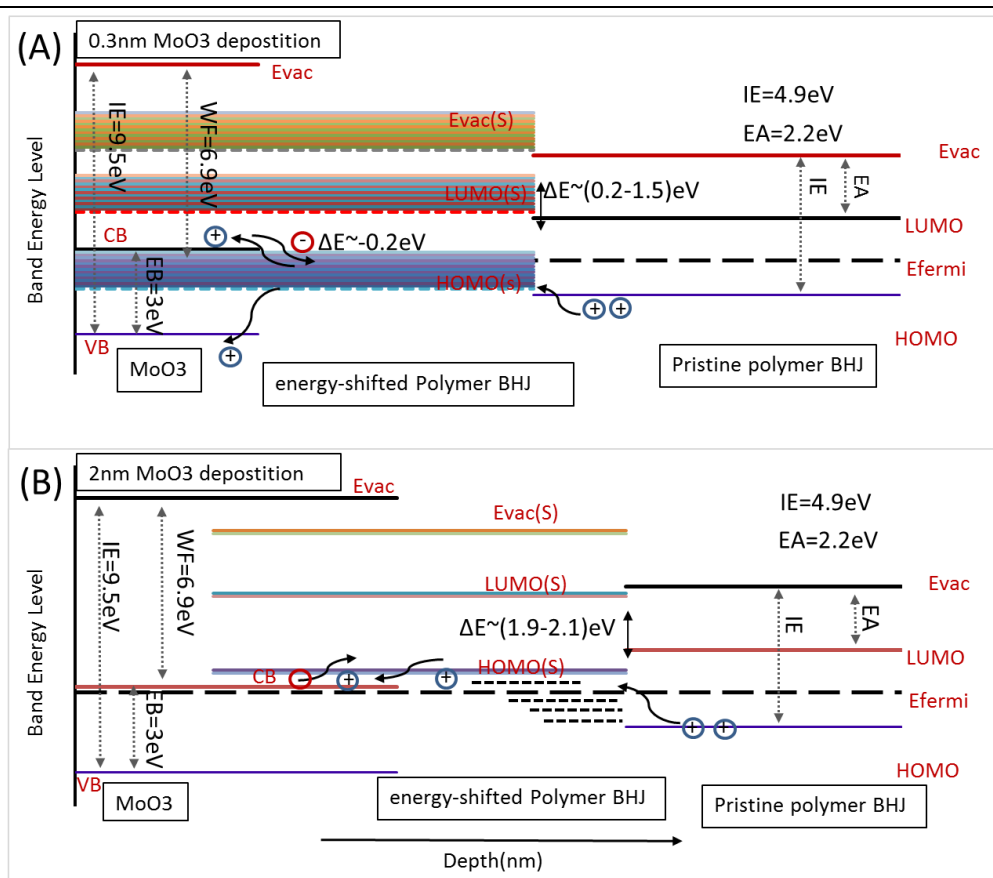 (A)
0.3nm MoO3 depostition
Evac
IE=9.5eV
WF=6.9eV
Evac(S)
IE=4.9eV
EA=2.2eV
Evac
LUMO(S)
ΔE~(0.2-1.5)eV
IE
EA
LUMO
CB
+
-
ΔE~-0.2eV
Efermi
EB=3eV
HOMO(s)
++
VB
+
HOMO
MoO3
energy-shifted Polymer BHJ
Pristine polymer BHJ
Band Energy Level
(B)
2nm MoO3 depostition
Evac
IE=9.5eV
WF=6.9eV
Evac(S)
IE=4.9eV
EA=2.2eV
LUMO(S)
Evac
IE
EA
ΔE~(1.9-2.1)eV
LUMO
CB
+
+
HOMO(S)
Efermi
EB=3eV
++
VB
HOMO
MoO3
energy-shifted Polymer BHJ
Pristine polymer BHJ
Band Energy Level
Depth(nm)